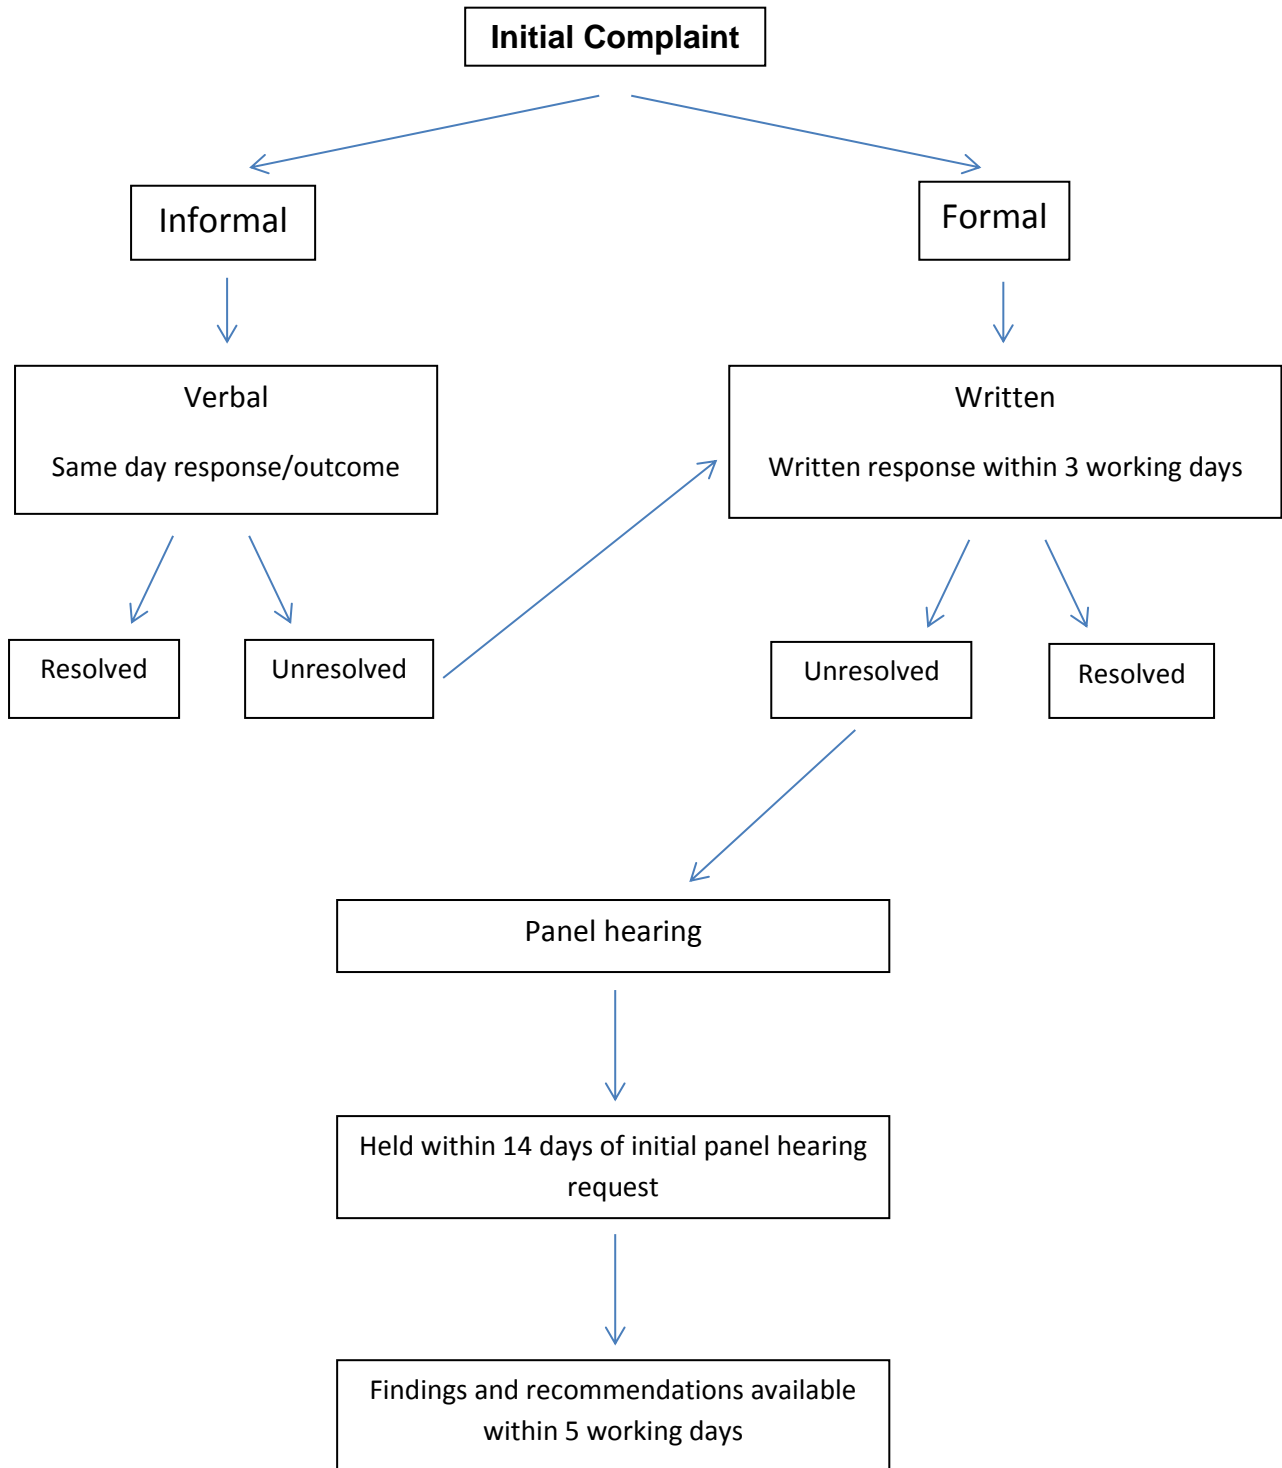 Initial Complaint
Informal
Formal
Verbal
Same day response/outcome
Written
Written response within 3 working days
Resolved
Unresolved
Unresolved
Resolved
Panel hearing
Held within 14 days of initial panel hearing
request
Findings and recommendations available
within 5 working days